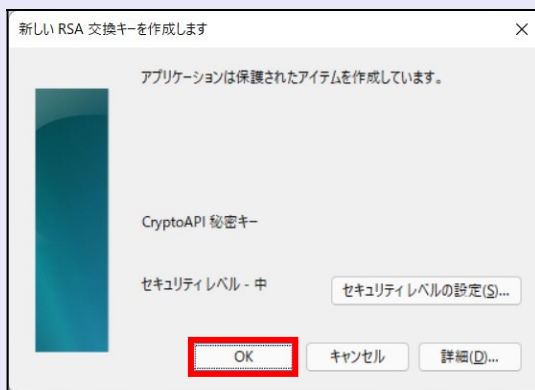 新しい RSA 交換キーを作成します
アプリケーションは保護されたアイテムを作成しています。
CryptoAPI 秘密キー
セキュリティ レベル - 中
セキュリティ レベルの設定(S)...
OK
キャンセル
詳細(D)...